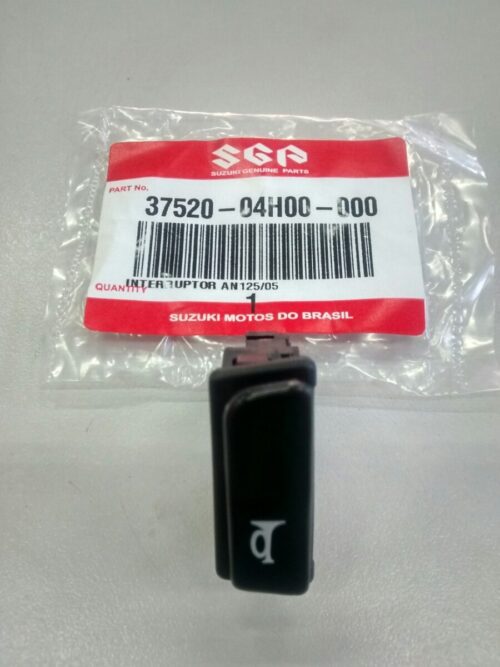 SGP
SUZUKI GENUINE PARTS
PART No.
37520-04H00-000
INTERRUPTOR AN125/05
QUANTITY
1
SUZUKI MOTOS DO BRASIL